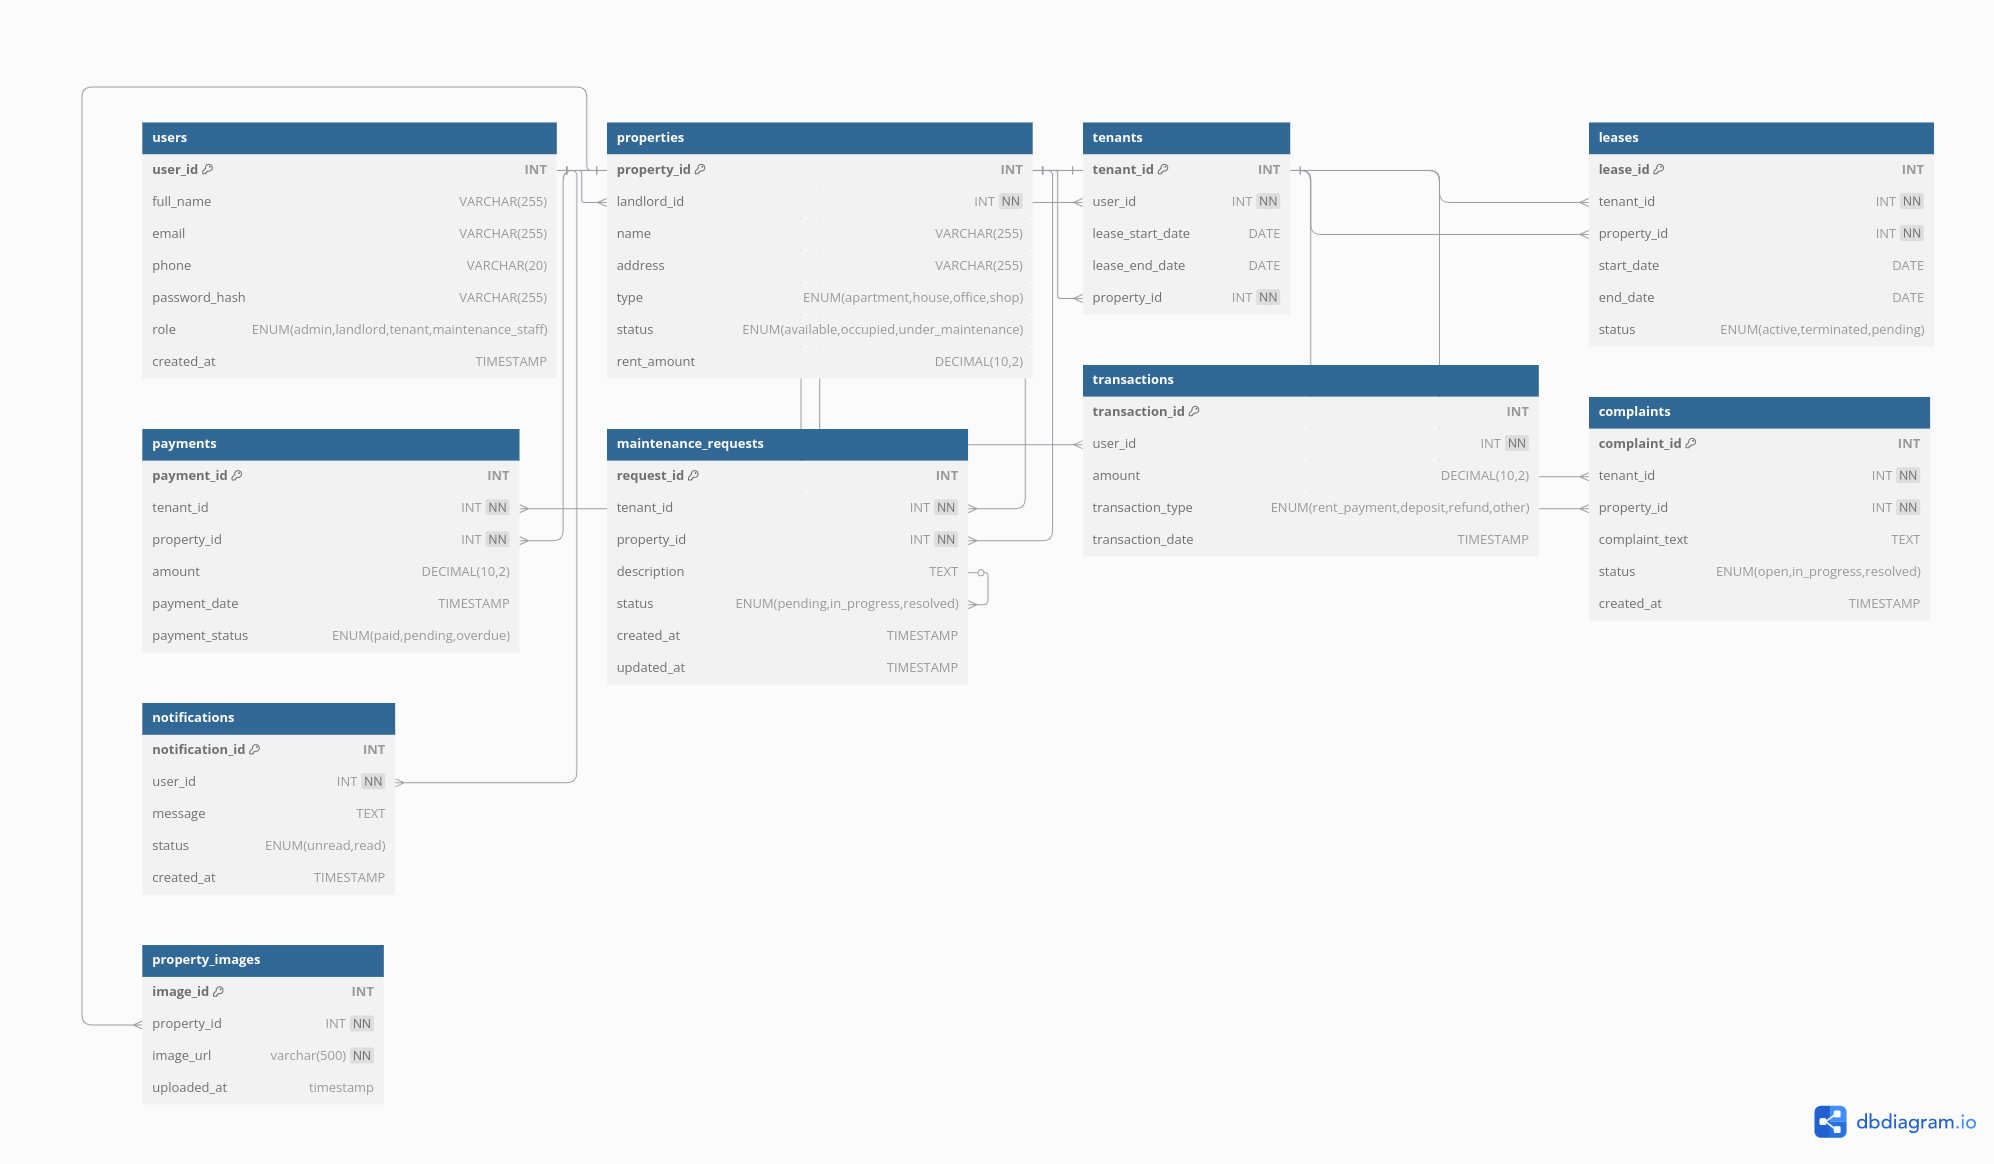 users
user_id INT
full_name VARCHAR(255)
email VARCHAR(255)
phone VARCHAR(20)
password_hash VARCHAR(255)
role ENUM(admin,landlord,tenant,maintenance_staff)
created_at TIMESTAMP
properties
property_id INT
landlord_id INT NN
name VARCHAR(255)
address VARCHAR(255)
type ENUM(apartment,house,office,shop)
status ENUM(available,occupied,under_maintenance)
rent_amount DECIMAL(10,2)
tenants
tenant_id INT
user_id INT NN
lease_start_date DATE
lease_end_date DATE
property_id INT NN
leases
lease_id INT
tenant_id INT NN
property_id INT NN
start_date DATE
end_date DATE
status ENUM(active,terminated,pending)
payments
payment_id INT
tenant_id INT NN
property_id INT NN
amount DECIMAL(10,2)
payment_date TIMESTAMP
payment_status ENUM(paid,pending,overdue)
maintenance_requests
request_id INT
tenant_id INT NN
property_id INT NN
description TEXT
status ENUM(pending,in_progress,resolved)
created_at TIMESTAMP
updated_at TIMESTAMP
transactions
transaction_id INT
user_id INT NN
amount DECIMAL(10,2)
transaction_type ENUM(rent_payment,deposit,refund,other)
transaction_date TIMESTAMP
complaints
complaint_id INT
tenant_id INT NN
property_id INT NN
complaint_text TEXT
status ENUM(open,in_progress,resolved)
created_at TIMESTAMP
notifications
notification_id INT
user_id INT NN
message TEXT
status ENUM(unread,read)
created_at TIMESTAMP
property_images
image_id INT
property_id INT NN
image_url varchar(500) NN
uploaded_at timestamp
dbdiagram.io